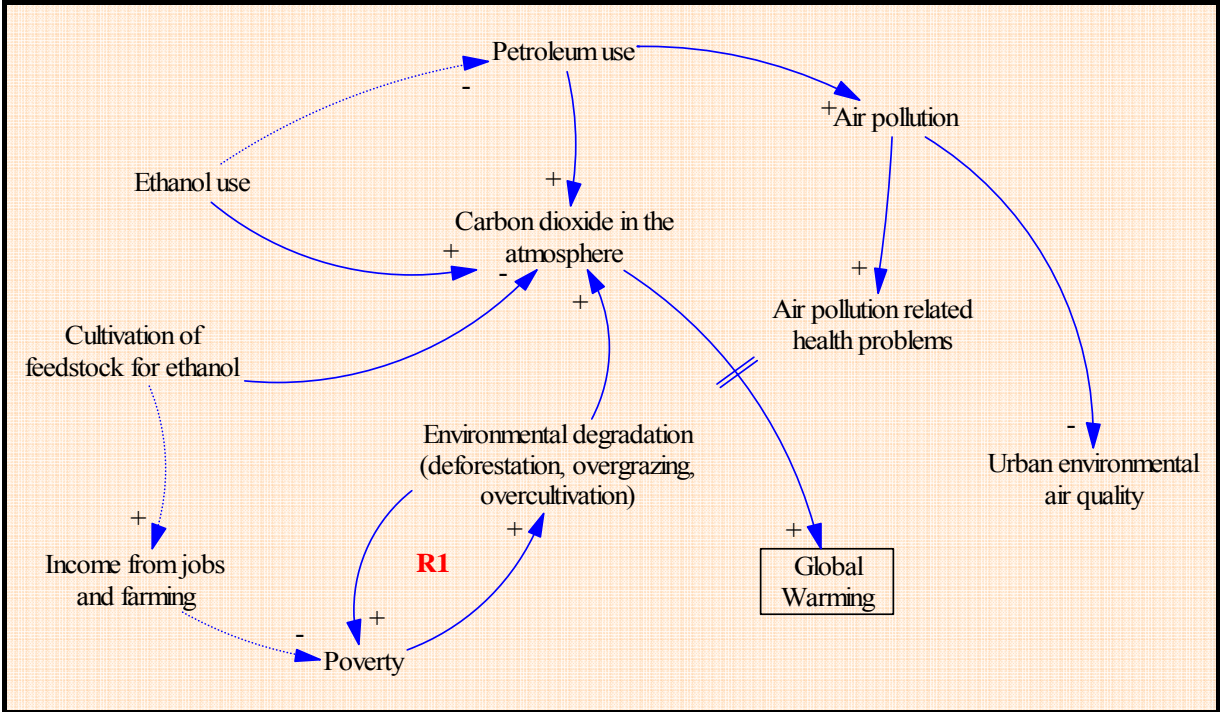 Petroleum use
-
+
Air pollution
Ethanol use
+
Carbon dioxide in the
atmosphere
+
-
+
+
Air pollution related
health problems
Cultivation of
feedstock for ethanol
Environmental degradation
(deforestation, overgrazing,
overcultivation)
-
Urban environmental
air quality
+
+
+
Income from jobs
and farming
R1
Global
Warming
-
+
Poverty